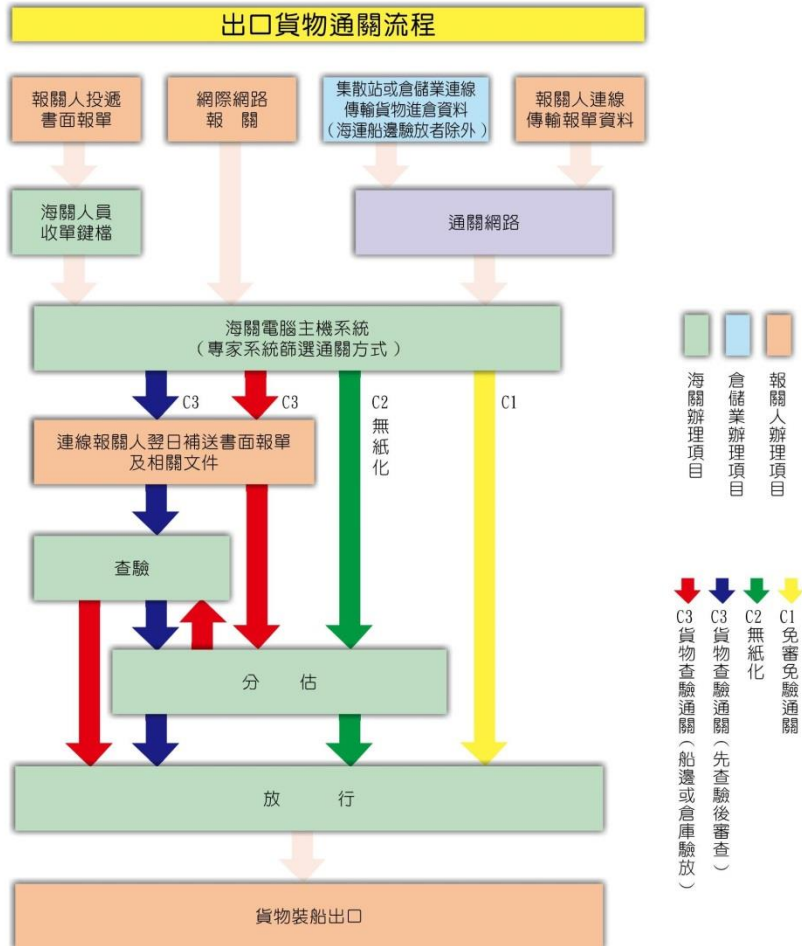 出口貨物通關流程
報關人投遞
書面報單
網際網路
報 關
集散站或倉儲業連線
傳輸貨物進倉資料
（海運船邊驗放者除外）
報關人連線
傳輸報單資料
海關人員
收單鍵檔
通關網路
海關電腦主機系統
（專家系統篩選通關方式）
C3
C3
C2
無紙化
C1
連線報關人翌日補送書面報單
及相關文件
查驗
分 估
放 行
貨物裝船出口
報關人辦理項目
倉儲業辦理項目
海關辦理項目
C1免審免驗通關
C2無紙化
C3貨物查驗通關（先查驗後審查）
C3貨物查驗通關（船邊或倉庫驗放）